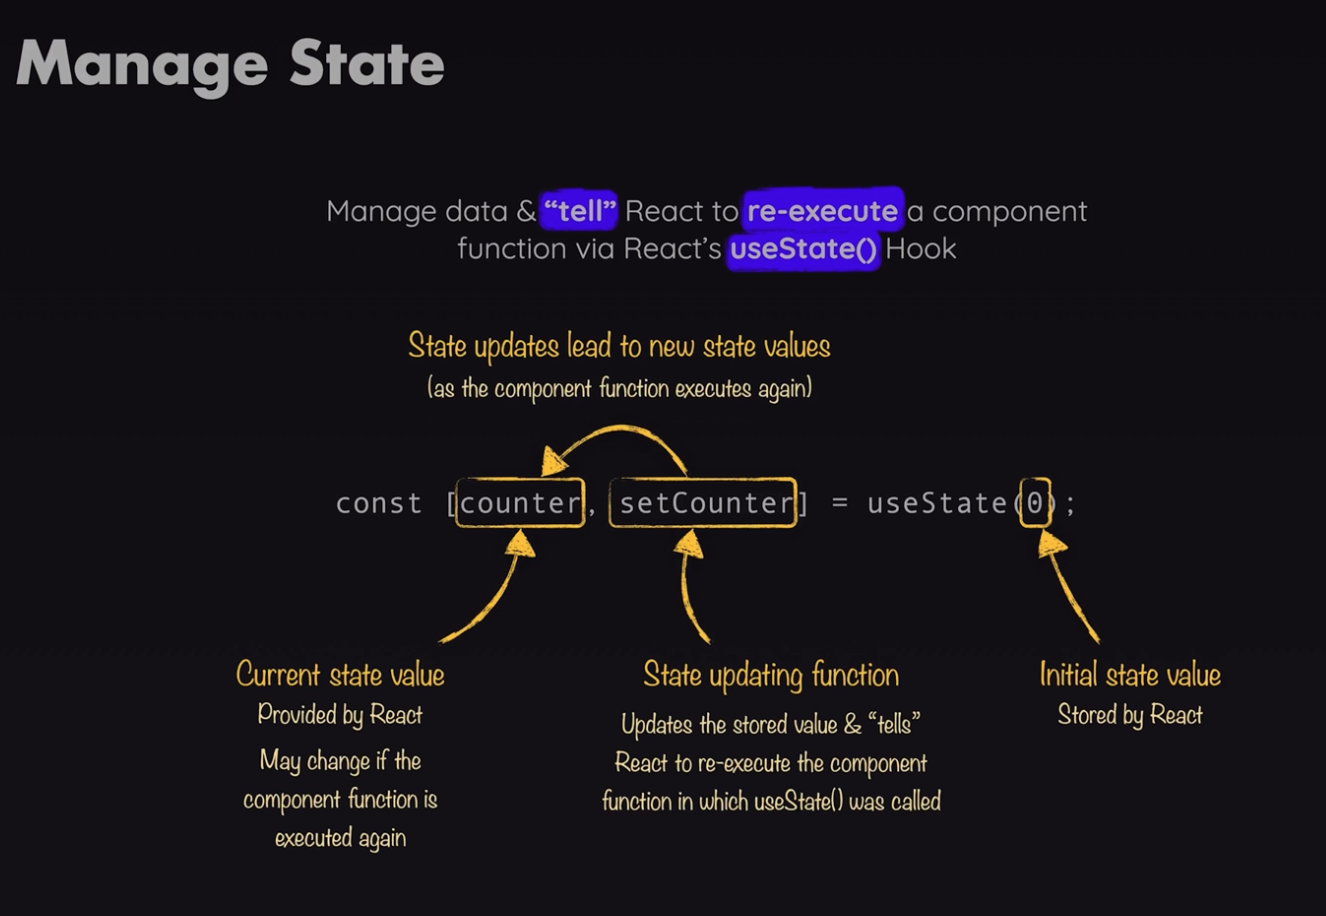 Manage State
Manage data & “tell” React to re-execute a component
function via React’s useState() Hook
State updates lead to new state values
(as the component function executes again)
const [counter, setCounter] = useState(0);
Current state value
Provided by React
May change if the
component function is
executed again
State updating function
Updates the stored value & “tells”
React to re-execute the component
function in which useState() was called
Initial state value
Stored by React